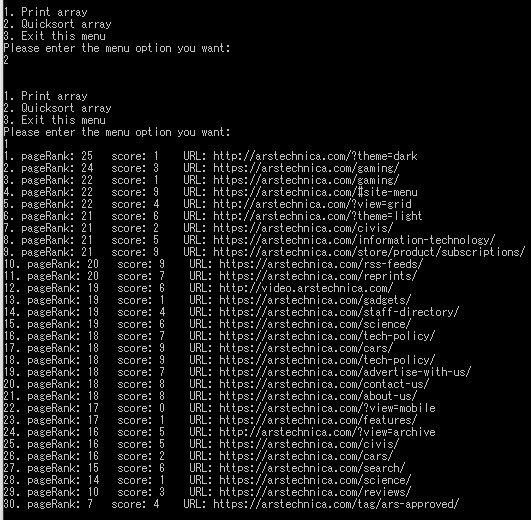 1. Print array
2. Quicksort array
3. Exit this menu
Please enter the menu option you want:
2
1. Print array
2. Quicksort array
3. Exit this menu
Please enter the menu option you want:
1
1. pageRank: 25 score: 1 URL: http://arstechnica.com/?theme=dark
2. pageRank: 24 score: 3 URL: https://arstechnica.com/gaming/
3. pageRank: 22 score: 1 URL: https://arstechnica.com/gaming/
4. pageRank: 22 score: 9 URL: https://arstechnica.com/#site-menu
5. pageRank: 22 score: 4 URL: http://arstechnica.com/?view=grid
6. pageRank: 21 score: 6 URL: http://arstechnica.com/?theme=light
7. pageRank: 21 score: 2 URL: https://arstechnica.com/civis/
8. pageRank: 21 score: 5 URL: https://arstechnica.com/information-technology/
9. pageRank: 21 score: 9 URL: https://arstechnica.com/store/product/subscriptions/
10. pageRank: 20 score: 9 URL: https://arstechnica.com/rss-feeds/
11. pageRank: 20 score: 7 URL: https://arstechnica.com/reprints/
12. pageRank: 19 score: 6 URL: http://video.arstechnica.com/
13. pageRank: 19 score: 1 URL: https://arstechnica.com/gadgets/
14. pageRank: 19 score: 4 URL: https://arstechnica.com/staff-directory/
15. pageRank: 19 score: 6 URL: https://arstechnica.com/science/
16. pageRank: 18 score: 7 URL: https://arstechnica.com/tech-policy/
17. pageRank: 18 score: 9 URL: https://arstechnica.com/cars/
18. pageRank: 18 score: 9 URL: https://arstechnica.com/tech-policy/
19. pageRank: 18 score: 7 URL: https://arstechnica.com/advertise-with-us/
20. pageRank: 18 score: 8 URL: https://arstechnica.com/contact-us/
21. pageRank: 18 score: 8 URL: https://arstechnica.com/about-us/
22. pageRank: 17 score: 0 URL: https://arstechnica.com/?view=mobile
23. pageRank: 17 score: 1 URL: https://arstechnica.com/features/
24. pageRank: 16 score: 5 URL: http://arstechnica.com/?view=archive
25. pageRank: 16 score: 5 URL: https://arstechnica.com/civis/
26. pageRank: 16 score: 2 URL: https://arstechnica.com/cars/
27. pageRank: 15 score: 6 URL: https://arstechnica.com/search/
28. pageRank: 14 score: 1 URL: https://arstechnica.com/science/
29. pageRank: 10 score: 3 URL: https://arstechnica.com/reviews/
30. pageRank: 7 score: 4 URL: https://arstechnica.com/tag/ars-approved/